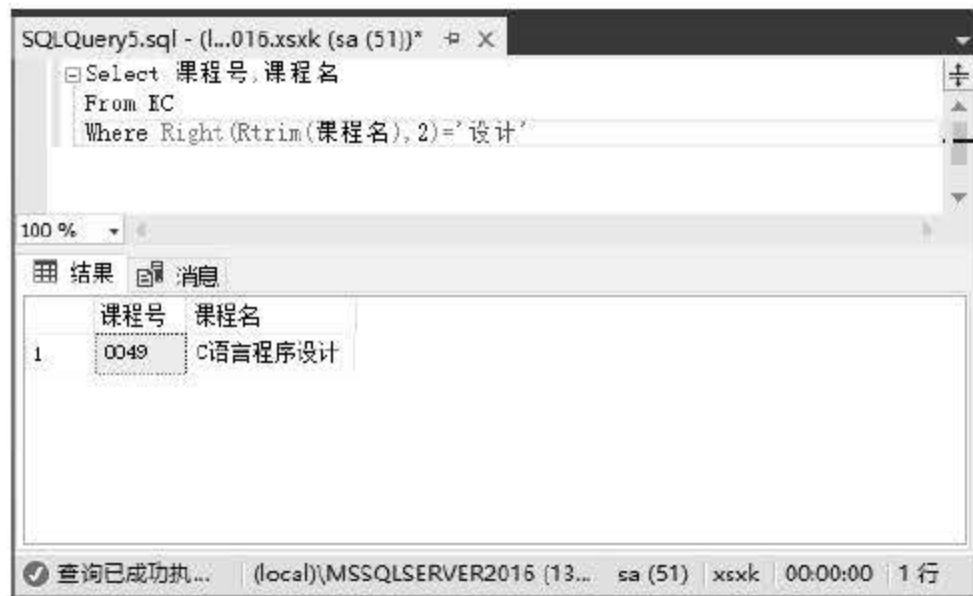 SQLQuery5.sql - (l...016.xsxk (sa (51))* ✕
Select 课程号,课程名
From KC
Where Right(Rtrim(课程名),2)='设计'
100 %
结果 消息
课程号 课程名
1 0049 C语言程序设计
查询已成功执... (local)\MSSQLSERVER2016 (13... sa (51) xsxk 00:00:00 1 行